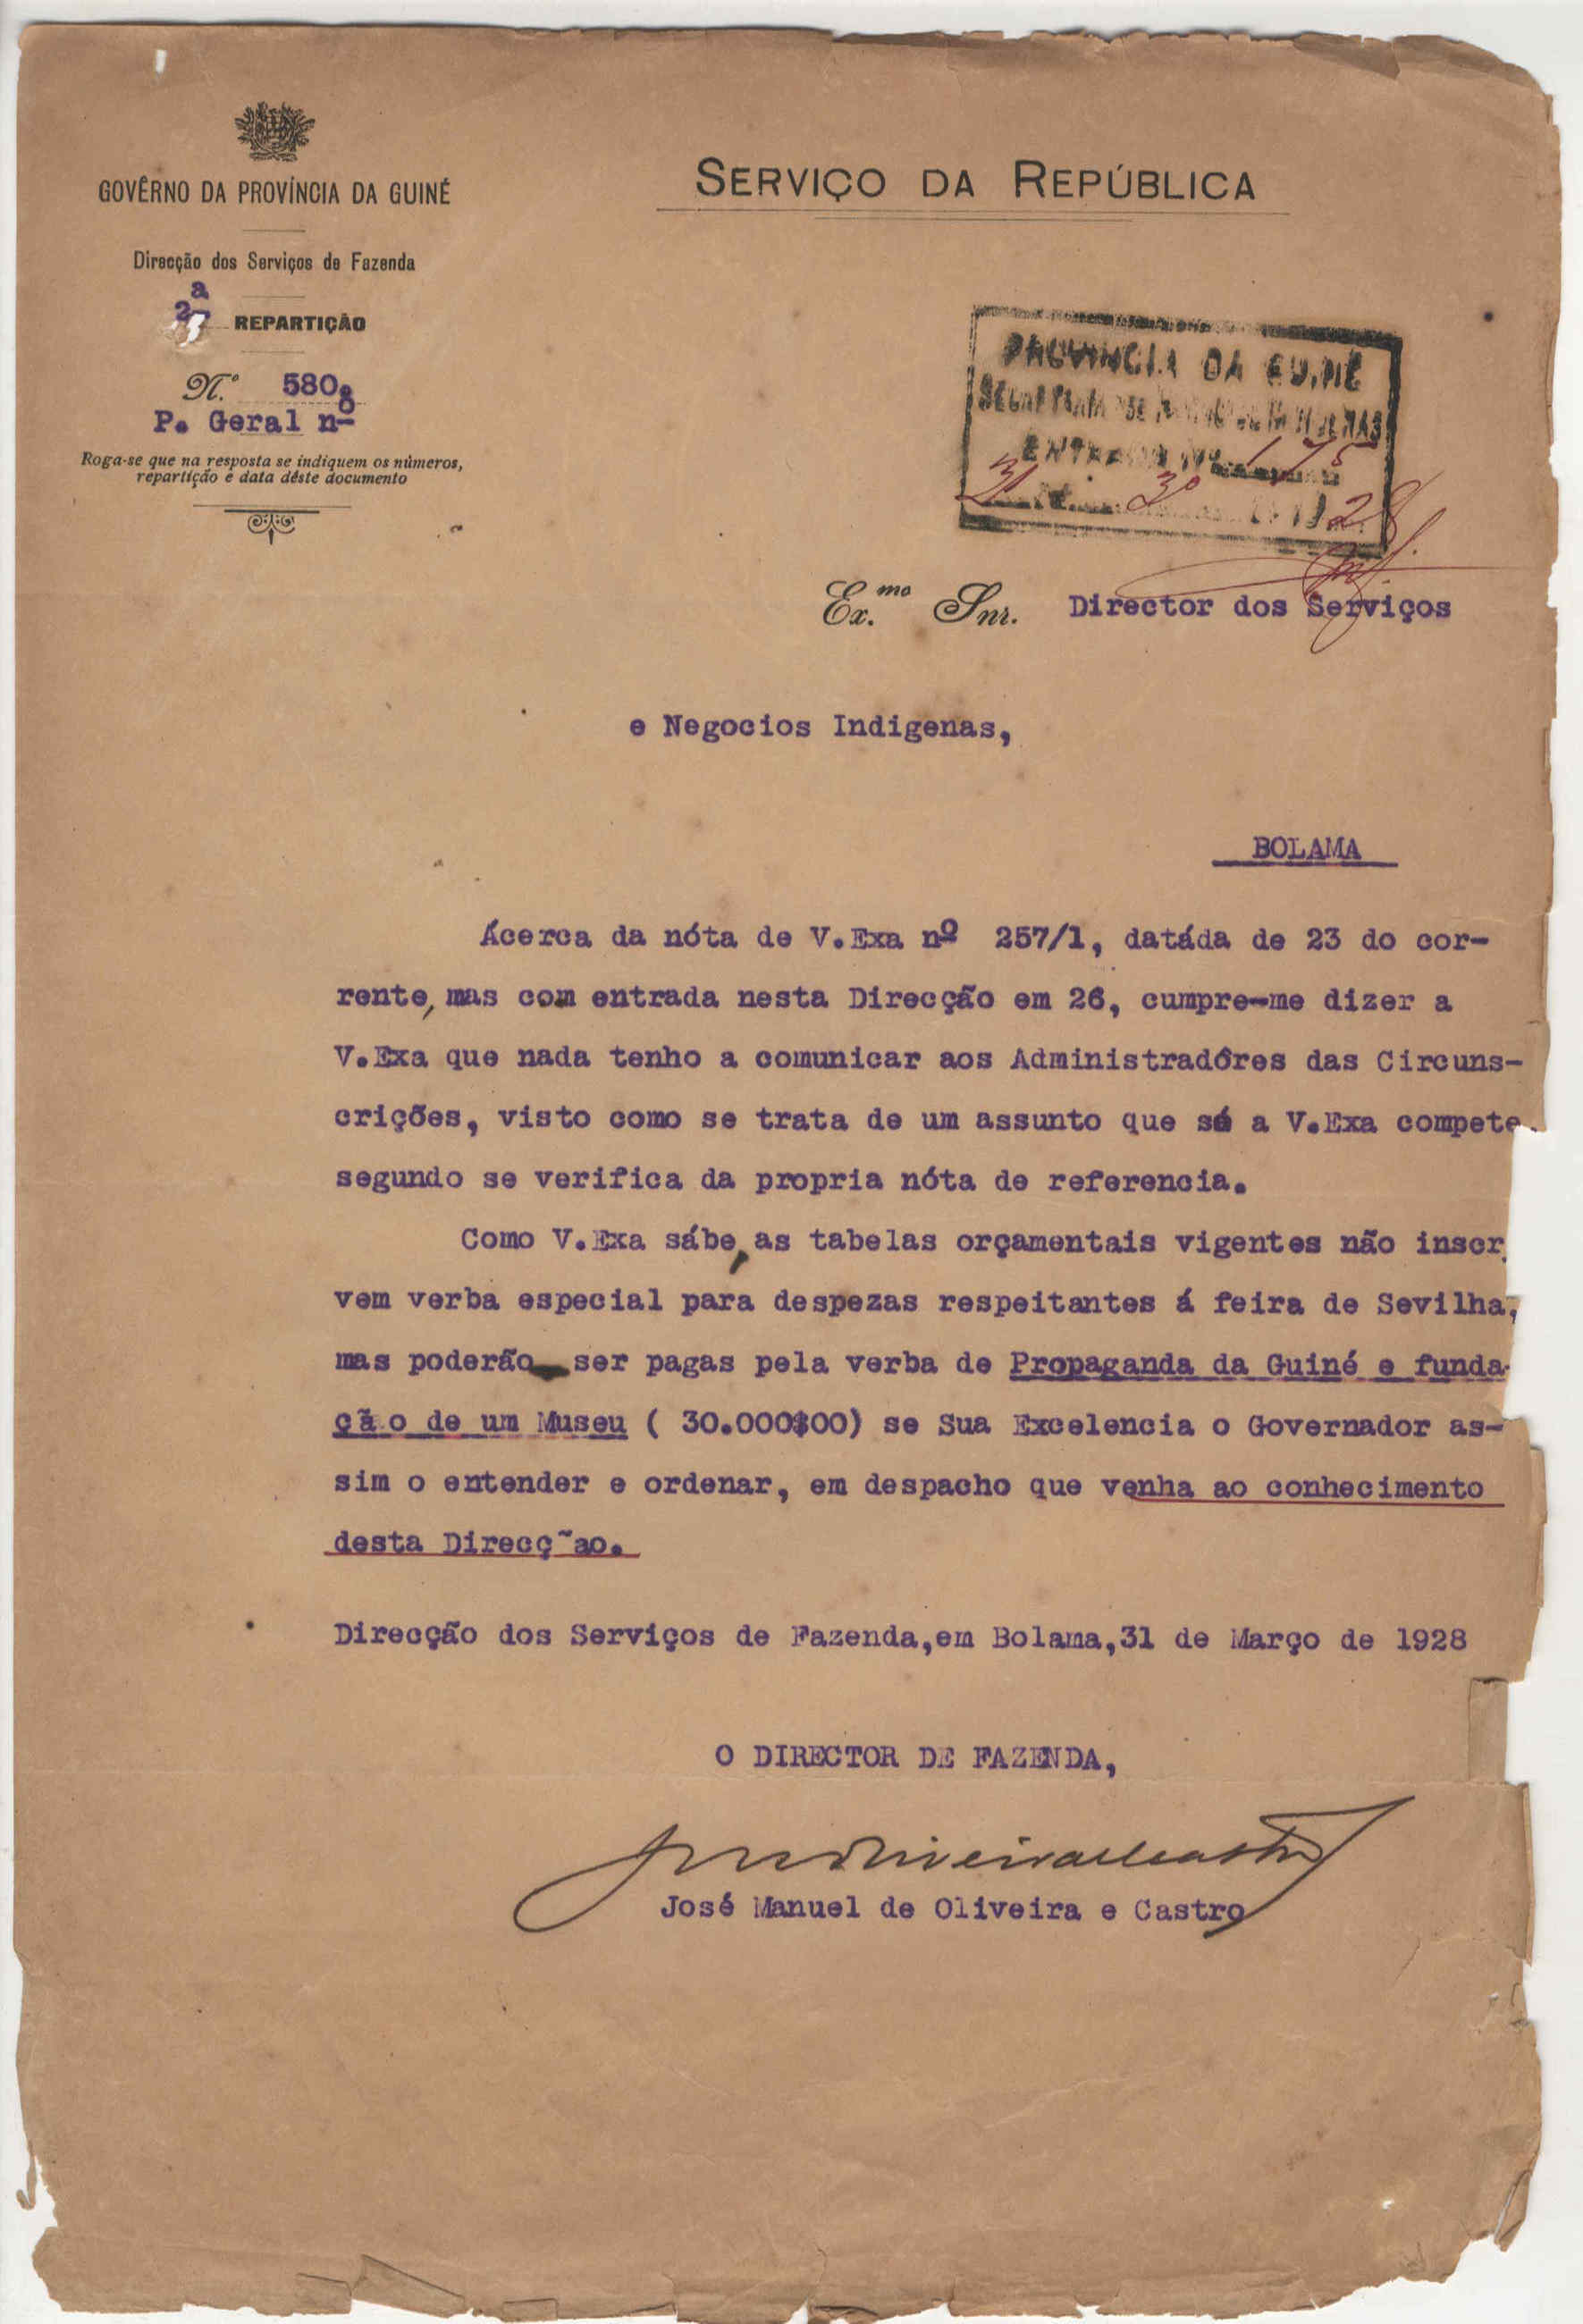 GOVÊRNO DA PROVÍNCIA DA GUINÉ
SERVIÇO DA REPÚBLICA
Direcção dos Serviços de Fazenda
2ª REPARTIÇÃO
N.º 580
P. Geral nº
Roga-se que na resposta se indiquem os números,
repartição e data dêste documento
PROVINCIA DA GUINÉ
ENTRADA Nº 175
31 3º 1928
Ex.mo Snr. Director dos Serviços
e Negocios Indigenas,
BOLAMA
Ácerca da nóta de V.Exa nº 257/1, datáda de 23 do cor-
rente, mas com entrada nesta Direcção em 26, cumpre-me dizer a
V.Exa que nada tenho a comunicar aos Administradôres das Circuns-
crições, visto como se trata de um assunto que só a V.Exa compete
segundo se verifica da propria nóta de referencia.
Como V.Exa sábe, as tabelas orçamentais vigentes não inscr
vem verba especial para despezas respeitantes á feira de Sevilha,
mas poderão ser pagas pela verba de Propaganda da Guiné e funda-
ção de um Museu ( 30.000$00) se Sua Excelencia o Governador as-
sim o entender e ordenar, em despacho que venha ao conhecimento
desta Direcç~ao.
Direcção dos Serviços de Fazenda,em Bolama,31 de Março de 1928
O DIRECTOR DE FAZENDA,
José Manuel de Oliveira e Castro